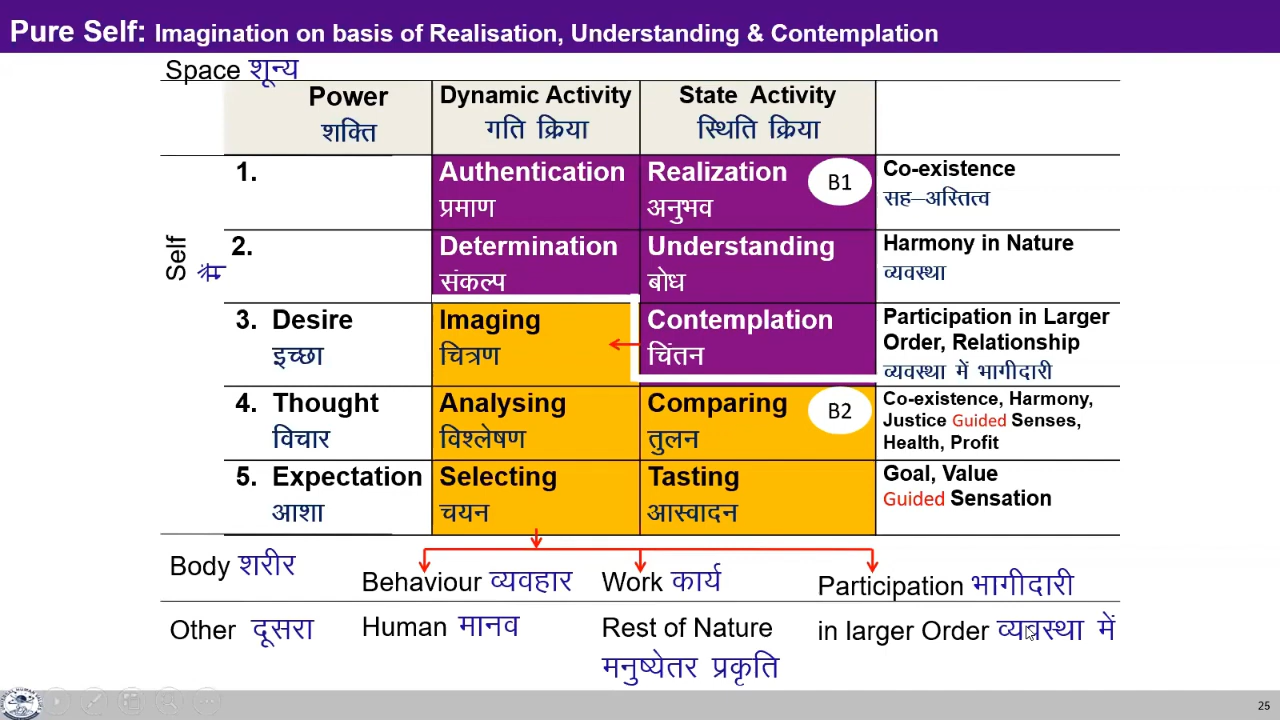 Pure Self: Imagination on basis of Realisation, Understanding & Contemplation
Space शून्य
Power
शक्ति
Dynamic Activity
गति क्रिया
State Activity
स्थिति क्रिया
Self
मैं
1.
Authentication
प्रमाण
Realization
अनुभव
B1
Co-existence
सह–अस्तित्व
2.
Determination
संकल्प
Understanding
बोध
Harmony in Nature
व्यवस्था
3. Desire
इच्छा
Imaging
चित्रण
Contemplation
चिंतन
Participation in Larger
Order, Relationship
व्यवस्था में भागीदारी
4. Thought
विचार
Analysing
विश्लेषण
Comparing
तुलन
B2
Co-existence, Harmony,
Justice Guided Senses,
Health, Profit
5. Expectation
आशा
Selecting
चयन
Tasting
आस्वादन
Goal, Value
Guided Sensation
Body शरीर
Behaviour व्यवहार
Work कार्य
Participation भागीदारी
Other दूसरा
Human मानव
Rest of Nature
मनुष्येतर प्रकृति
in larger Order व्यवस्था में
25